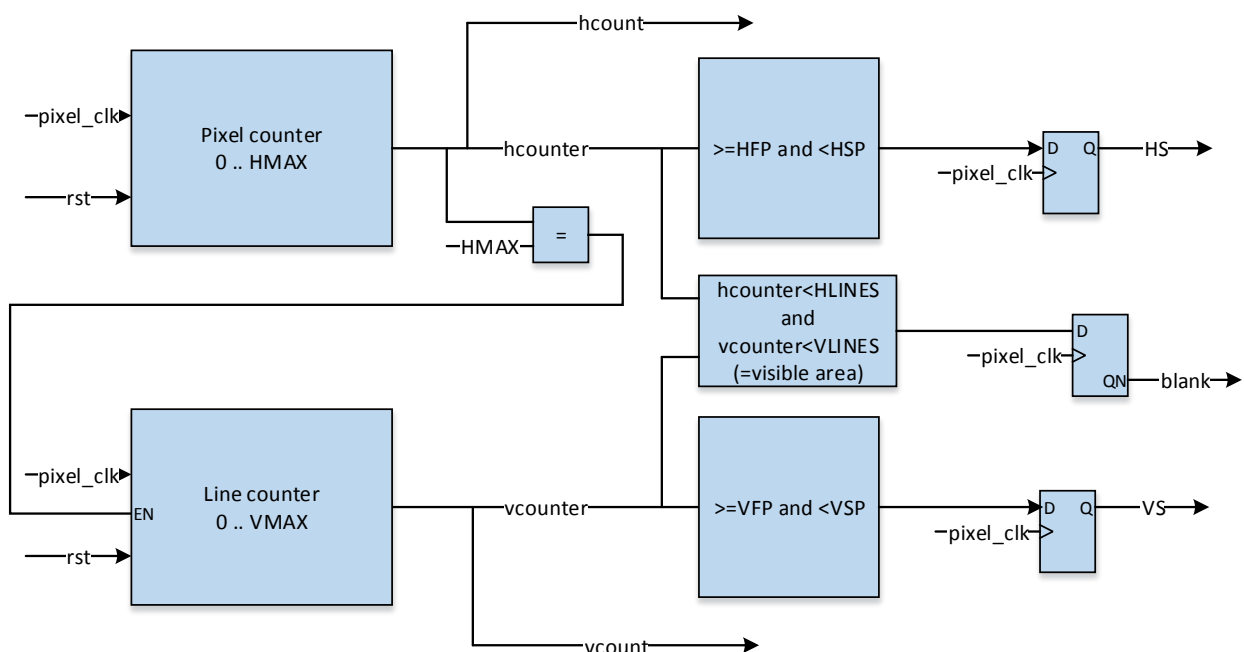 hcount
pixel_clk
Pixel counter
0 .. HMAX
rst
hcounter
HMAX
=
>=HFP and <HSP
pixel_clk
D
Q
HS
hcounter<HLINES
and
vcounter<VLINES
(=visible area)
pixel_clk
D
QN
blank
pixel_clk
EN
rst
Line counter
0 .. VMAX
vcounter
>=VFP and <VSP
pixel_clk
D
Q
VS
vcount